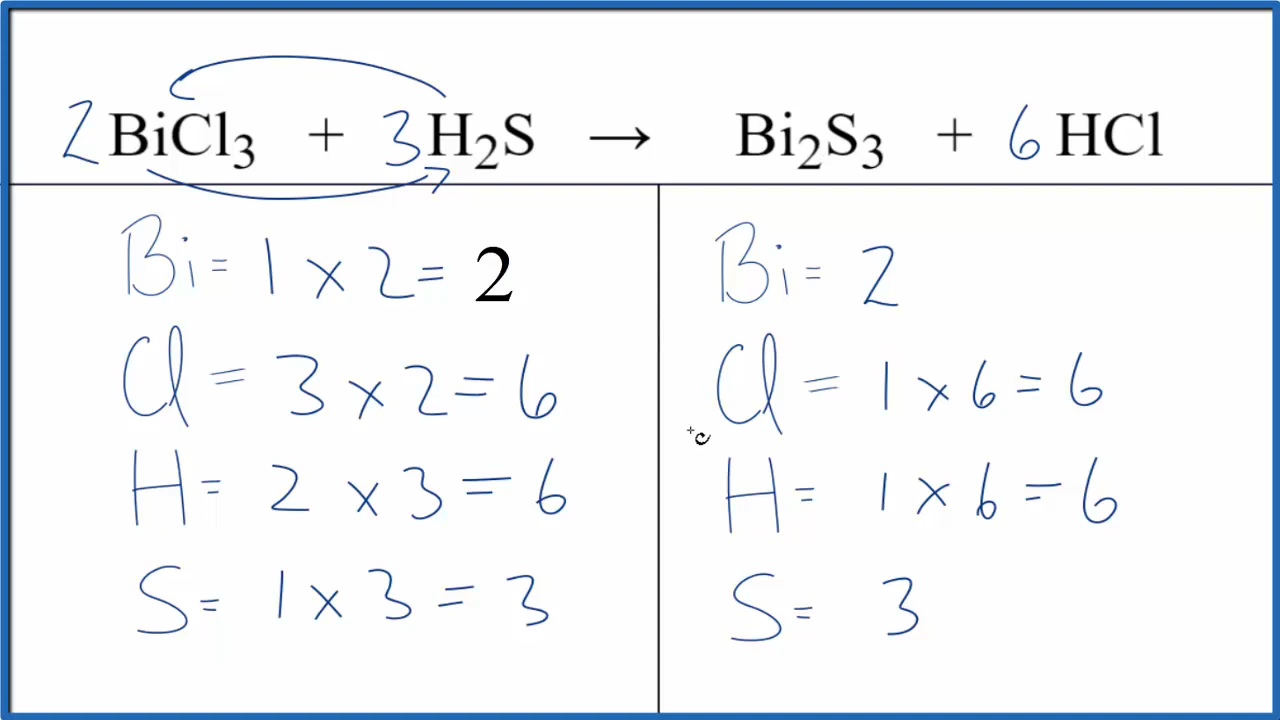 2BiCl₃ + 3H₂S → Bi₂S₃ + 6HCl
Bi = 1 x 2 = 2
Cl = 3 x 2 = 6
H = 2 x 3 = 6
S = 1 x 3 = 3
Bi = 2
Cl = 1 x 6 = 6
H = 1 x 6 = 6
S = 3